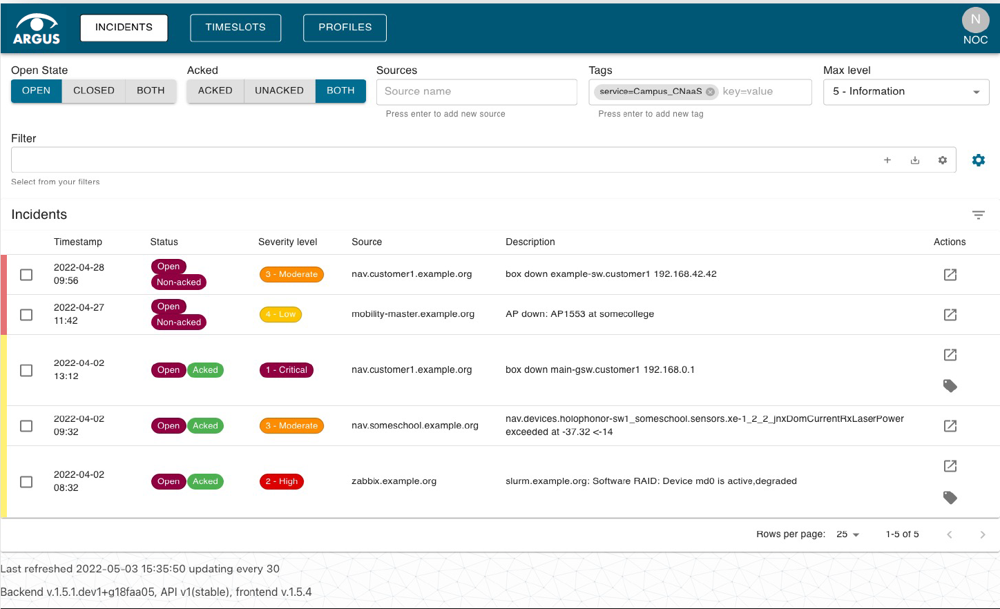 ARGUS
INCIDENTS
TIMESLOTS
PROFILES
N
NOC
Open State
Acked
Sources
Tags
Max level
OPEN
CLOSED
BOTH
ACKED
UNACKED
BOTH
Source name
service=Campus_CNaaS
key=value
5 - Information
Press enter to add new source
Press enter to add new tag
Filter
Select from your filters
Incidents
Timestamp
Status
Severity level
Source
Description
Actions
2022-04-28
09:56
Open
Non-acked
3 - Moderate
nav.customer1.example.org
box down example-sw.customer1 192.168.42.42
2022-04-27
11:42
Open
Non-acked
4 - Low
mobility-master.example.org
AP down: AP1553 at somecollege
2022-04-02
13:12
Open
Acked
1 - Critical
nav.customer1.example.org
box down main-gsw.customer1 192.168.0.1
2022-04-02
09:32
Open
Acked
3 - Moderate
nav.someschool.example.org
nav.devices.holophonor-sw1_someschool.sensors.xe-1_2_2_jnxDomCurrentRxLaserPower
exceeded at -37.32 <-14
2022-04-02
08:32
Open
Acked
2 - High
zabbix.example.org
slurm.example.org: Software RAID: Device md0 is active,degraded
Rows per page: 25
1-5 of 5
Last refreshed 2022-05-03 15:35:50 updating every 30
Backend v.1.5.1.dev1+g18faa05, API v1(stable), frontend v.1.5.4